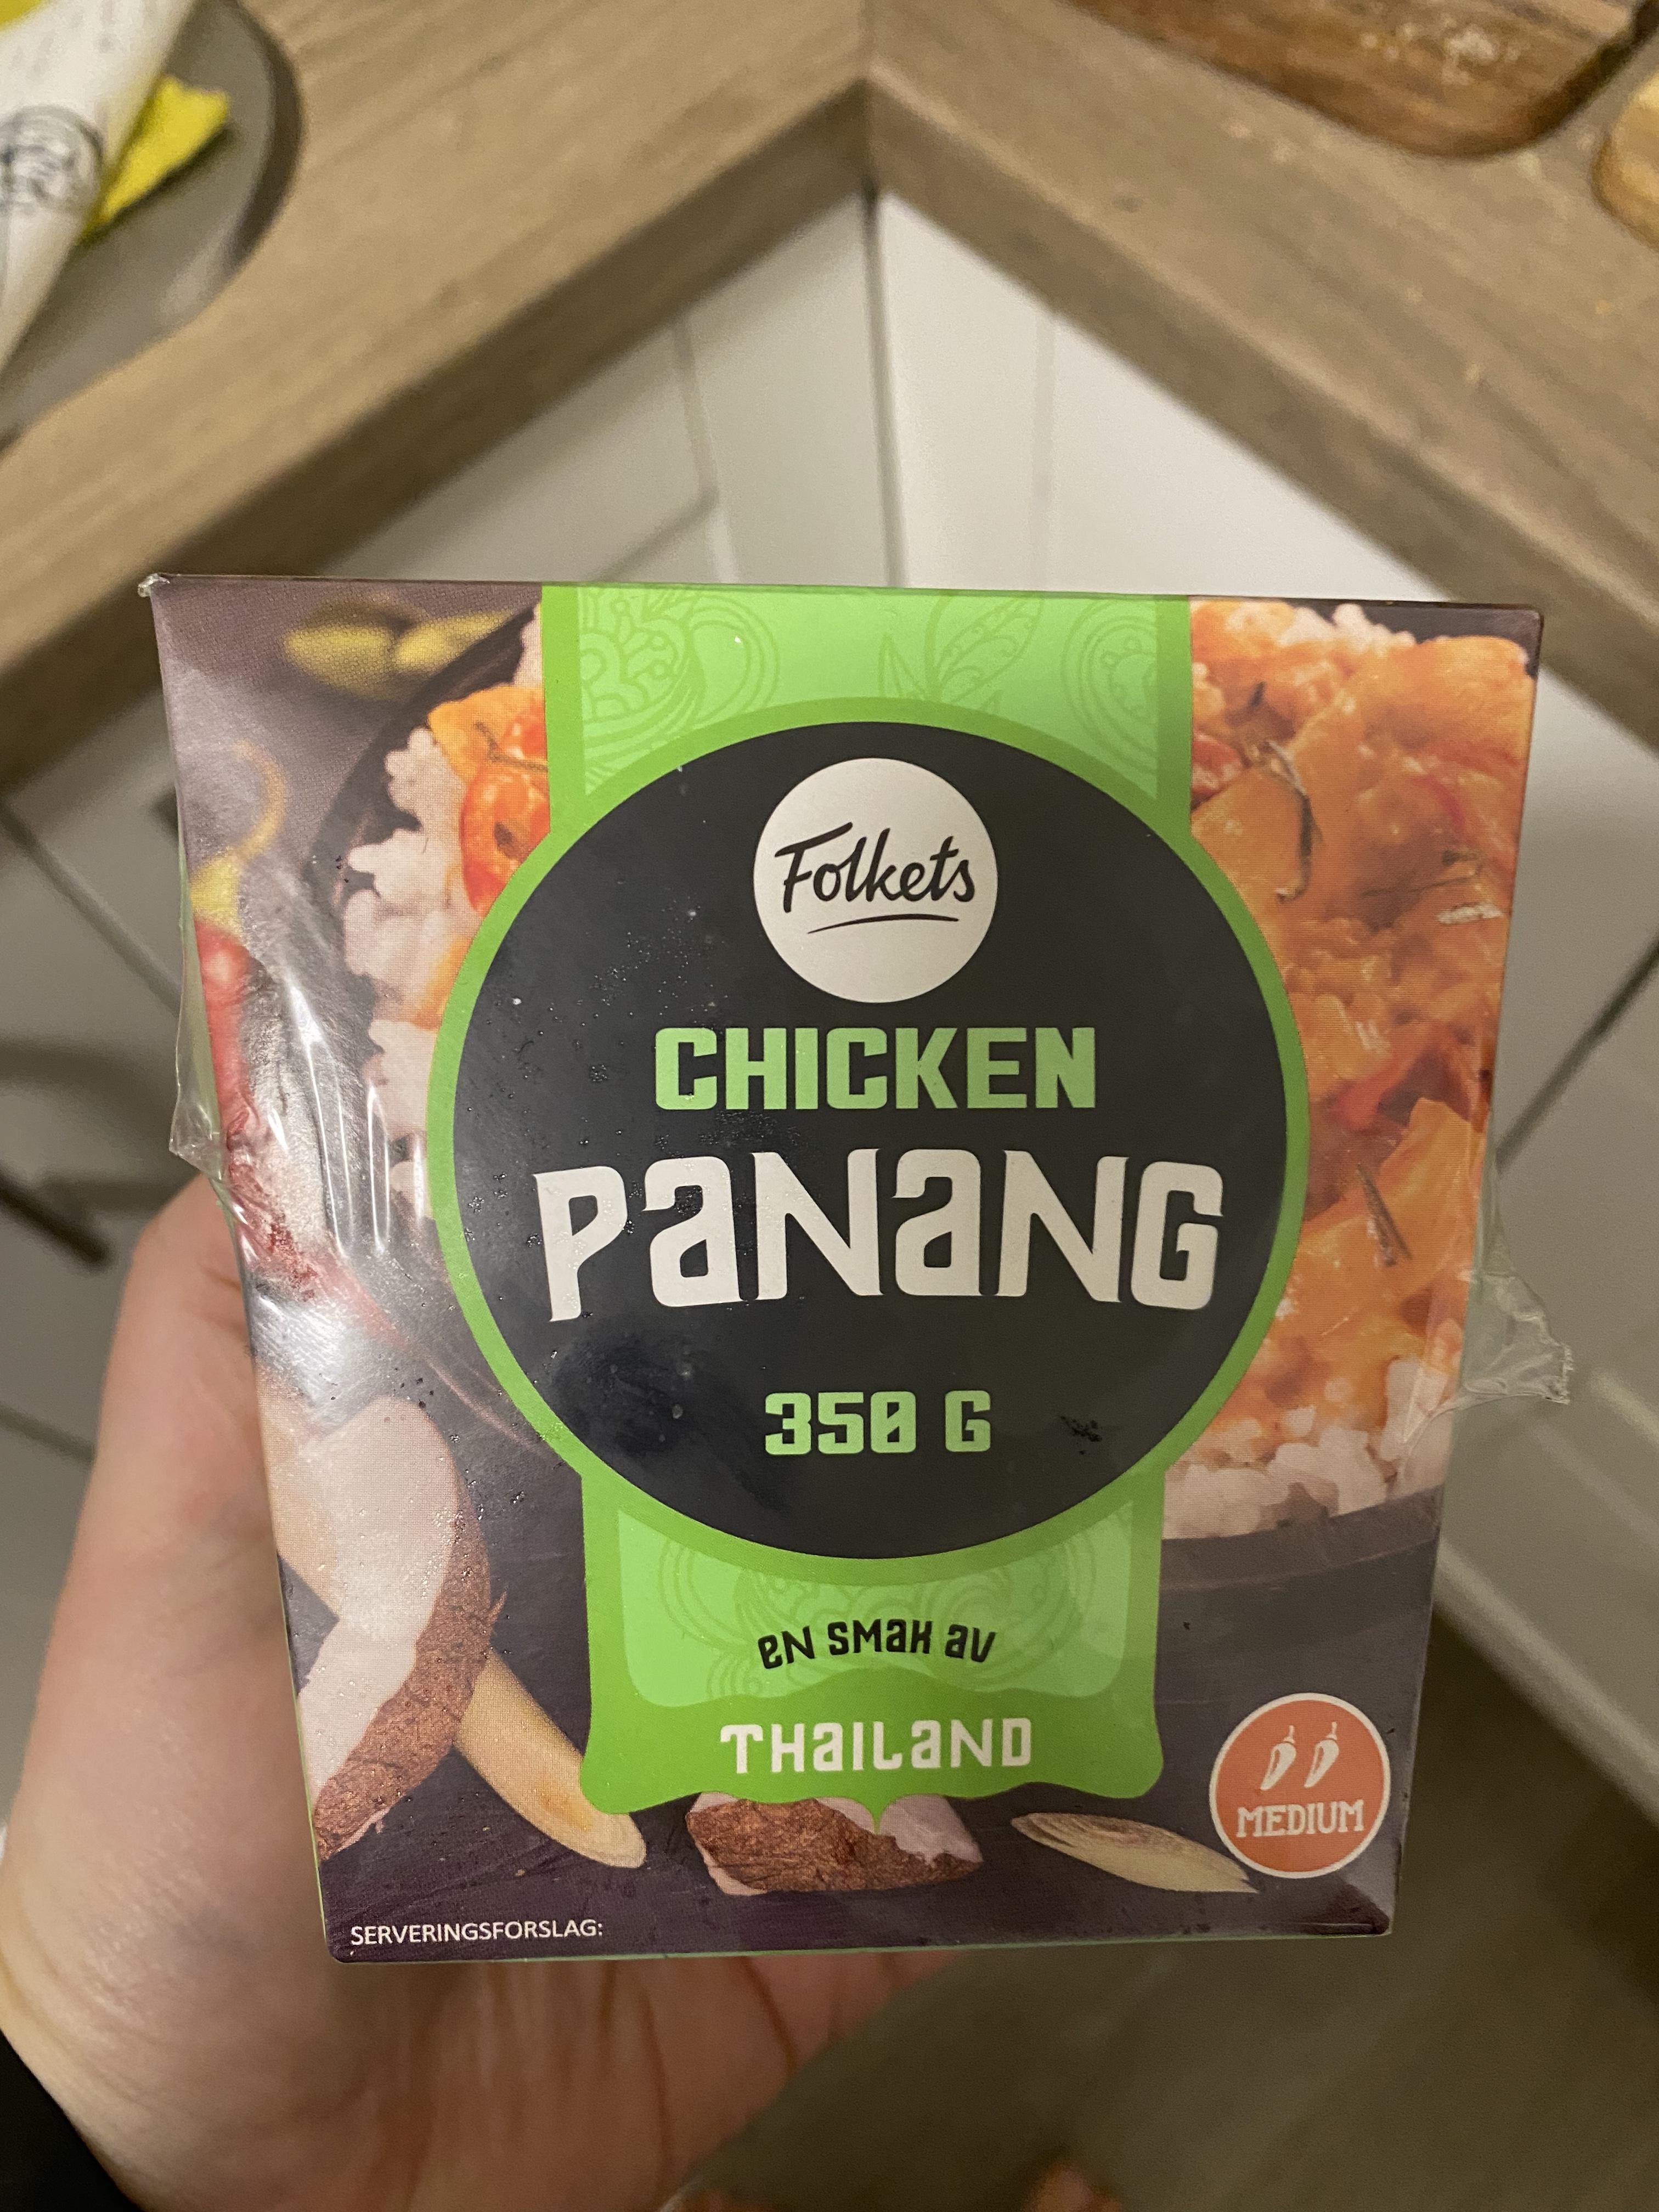 Folkets
CHICKEN
PANANG
350 G
EN SMAK AV
THAILAND
MEDIUM
SERVERINGSFORSLAG: